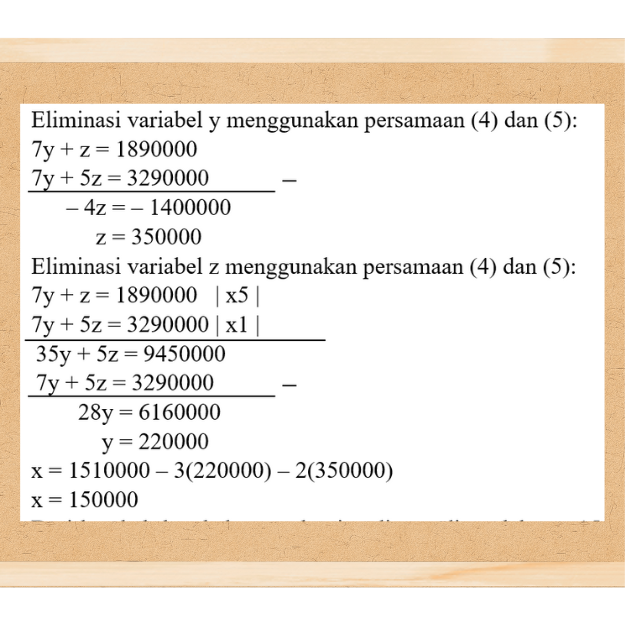 Eliminasi variabel y menggunakan persamaan (4) dan (5):
7y + z = 1890000
7y + 5z = 3290000 –
– 4z = – 1400000
z = 350000
Eliminasi variabel z menggunakan persamaan (4) dan (5):
7y + z = 1890000 | x5 |
7y + 5z = 3290000 | x1 |
35y + 5z = 9450000
7y + 5z = 3290000 –
28y = 6160000
y = 220000
x = 1510000 – 3(220000) – 2(350000)
x = 150000